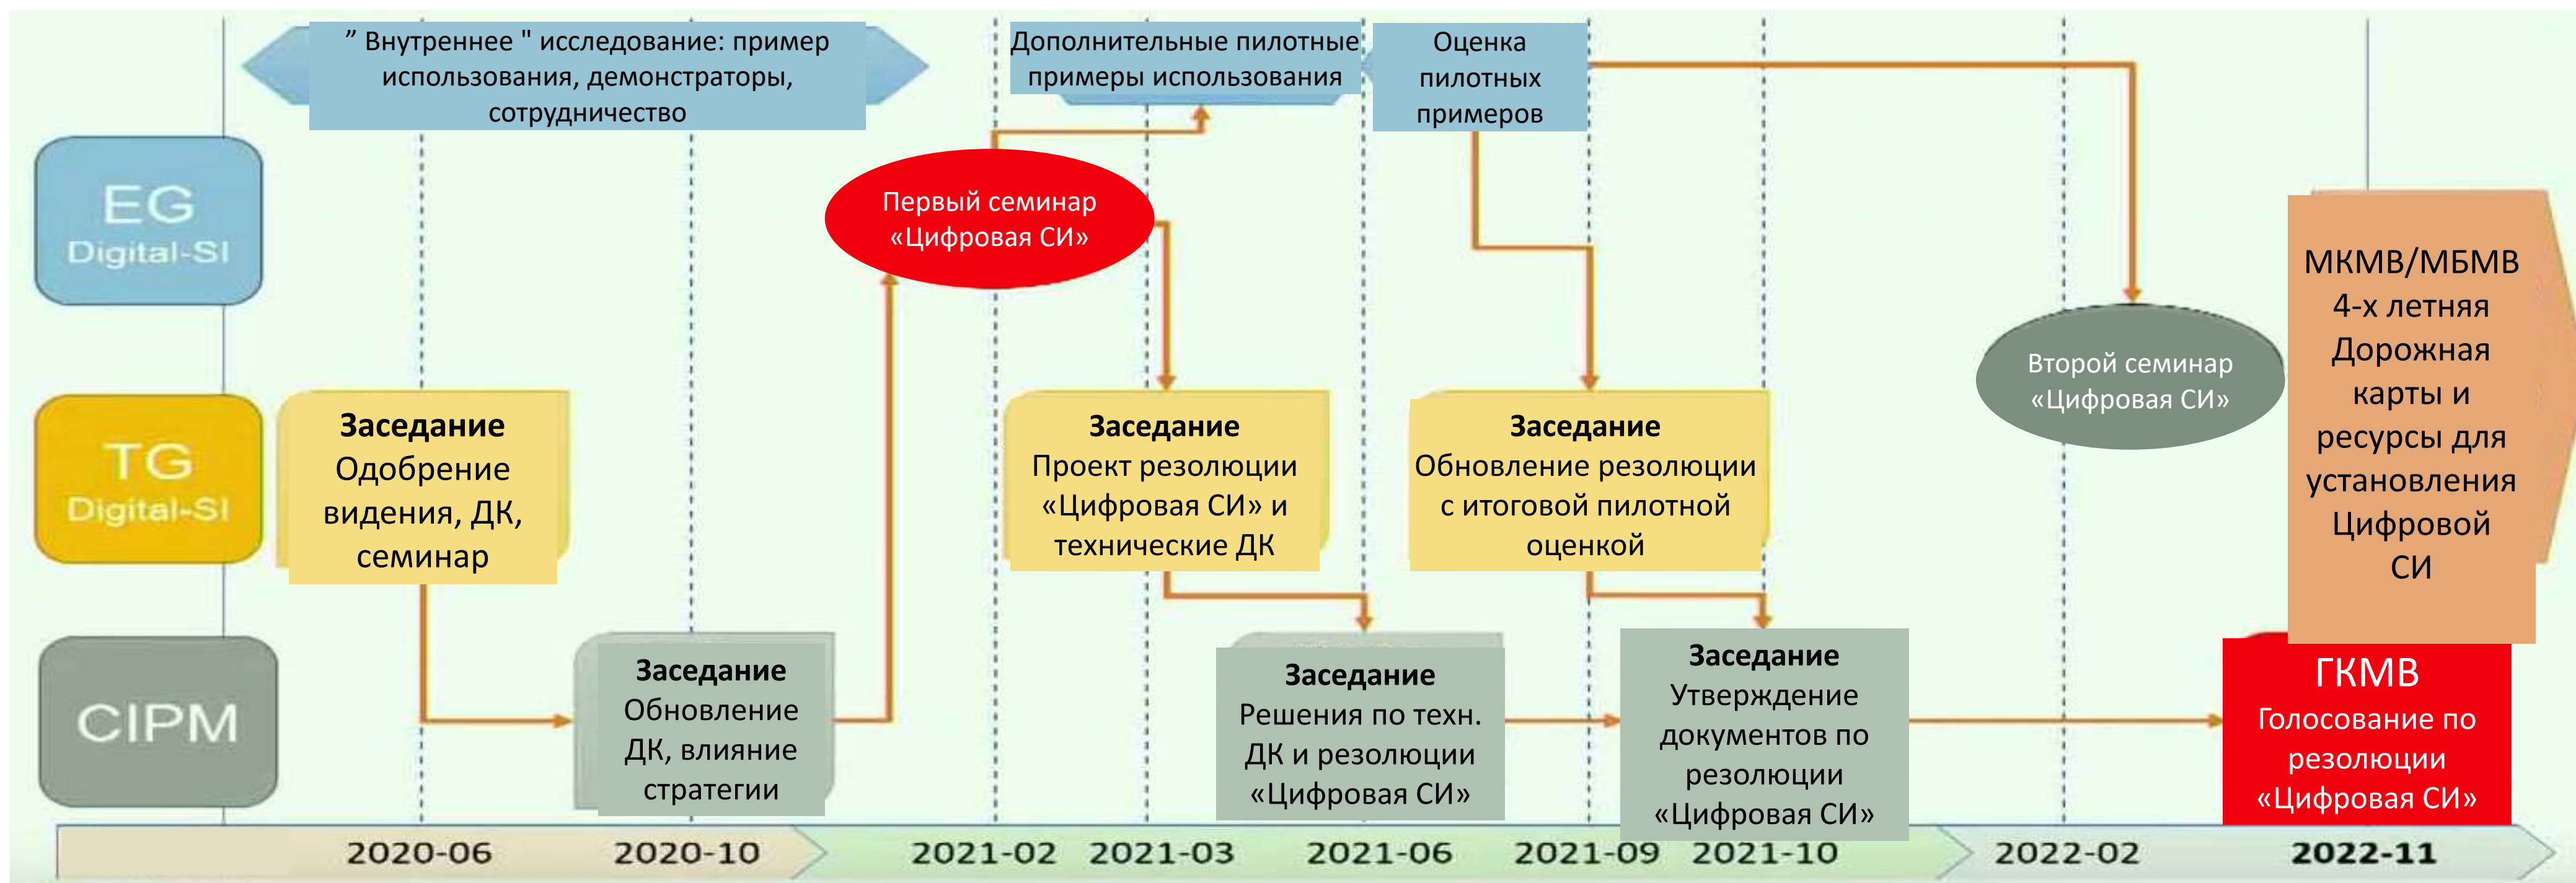 ” Внутреннее " исследование: пример
использования, демонстраторы,
сотрудничество
Дополнительные пилотные
примеры использования
Оценка
пилотных
примеров
EG
Digital-SI
Первый семинар
«Цифровая СИ»
МКМВ/МБМВ
4-х летняя
Дорожная
карты и
ресурсы для
установления
Цифровой
СИ
Второй семинар
«Цифровая СИ»
TG
Digital-SI
Заседание
Одобрение
видения, ДК,
семинар
Заседание
Проект резолюции
«Цифровая СИ» и
технические ДК
Заседание
Обновление резолюции
с итоговой пилотной
оценкой
CIPM
Заседание
Обновление
ДК, влияние
стратегии
Заседание
Решения по техн.
ДК и резолюции
«Цифровая СИ»
Заседание
Утверждение
документов по
резолюции
«Цифровая СИ»
ГКМВ
Голосование по
резолюции
«Цифровая СИ»
2020-06
2020-10
2021-02
2021-03
2021-06
2021-09
2021-10
2022-02
2022-11